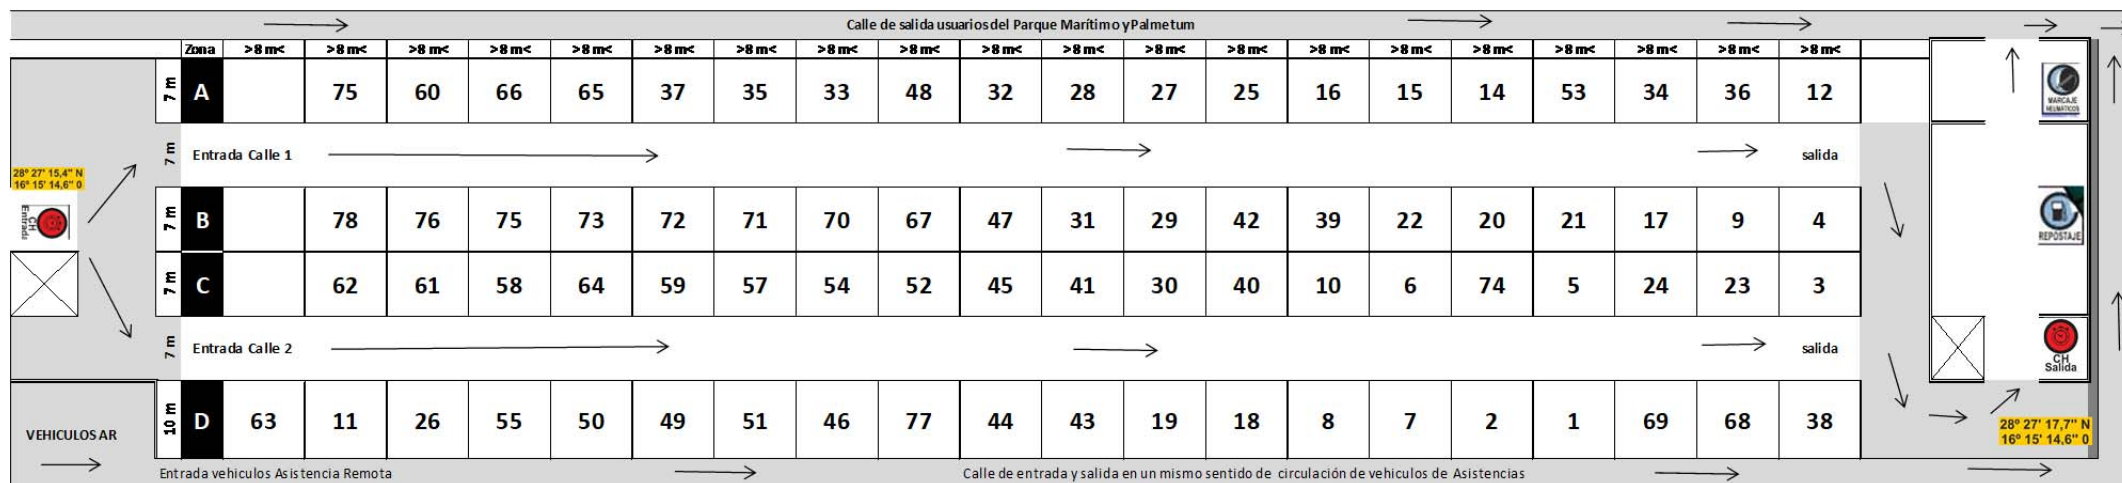 Calle de salida usuarios del Parque Marítimo y Palmetum
Zona >8 m< >8 m< >8 m< >8 m< >8 m< >8 m< >8 m< >8 m< >8 m< >8 m< >8 m< >8 m< >8 m< >8 m< >8 m< >8 m< >8 m< >8 m< >8 m< >8 m<
7 m A 75 60 66 65 37 35 33 48 32 28 27 25 16 15 14 53 34 36 12
MARCAJE
NEUMÁTICOS
7 m Entrada Calle 1 salida
28º 27' 15,4" N
16º 15' 14,6" 0
CH
Entrada
7 m B 78 76 75 73 72 71 70 67 47 31 29 42 39 22 20 21 17 9 4
REPOSTAJE
7 m C 62 61 58 64 59 57 54 52 45 41 30 40 10 6 74 5 24 23 3
7 m Entrada Calle 2 salida
CH
Salida
10 m D 63 11 26 55 50 49 51 46 77 44 43 19 18 8 7 2 1 69 68 38
VEHICULOS AR
28º 27' 17,7" N
16º 15' 14,6" 0
Entrada vehiculos Asistencia Remota Calle de entrada y salida en un mismo sentido de circulación de vehiculos de Asistencias